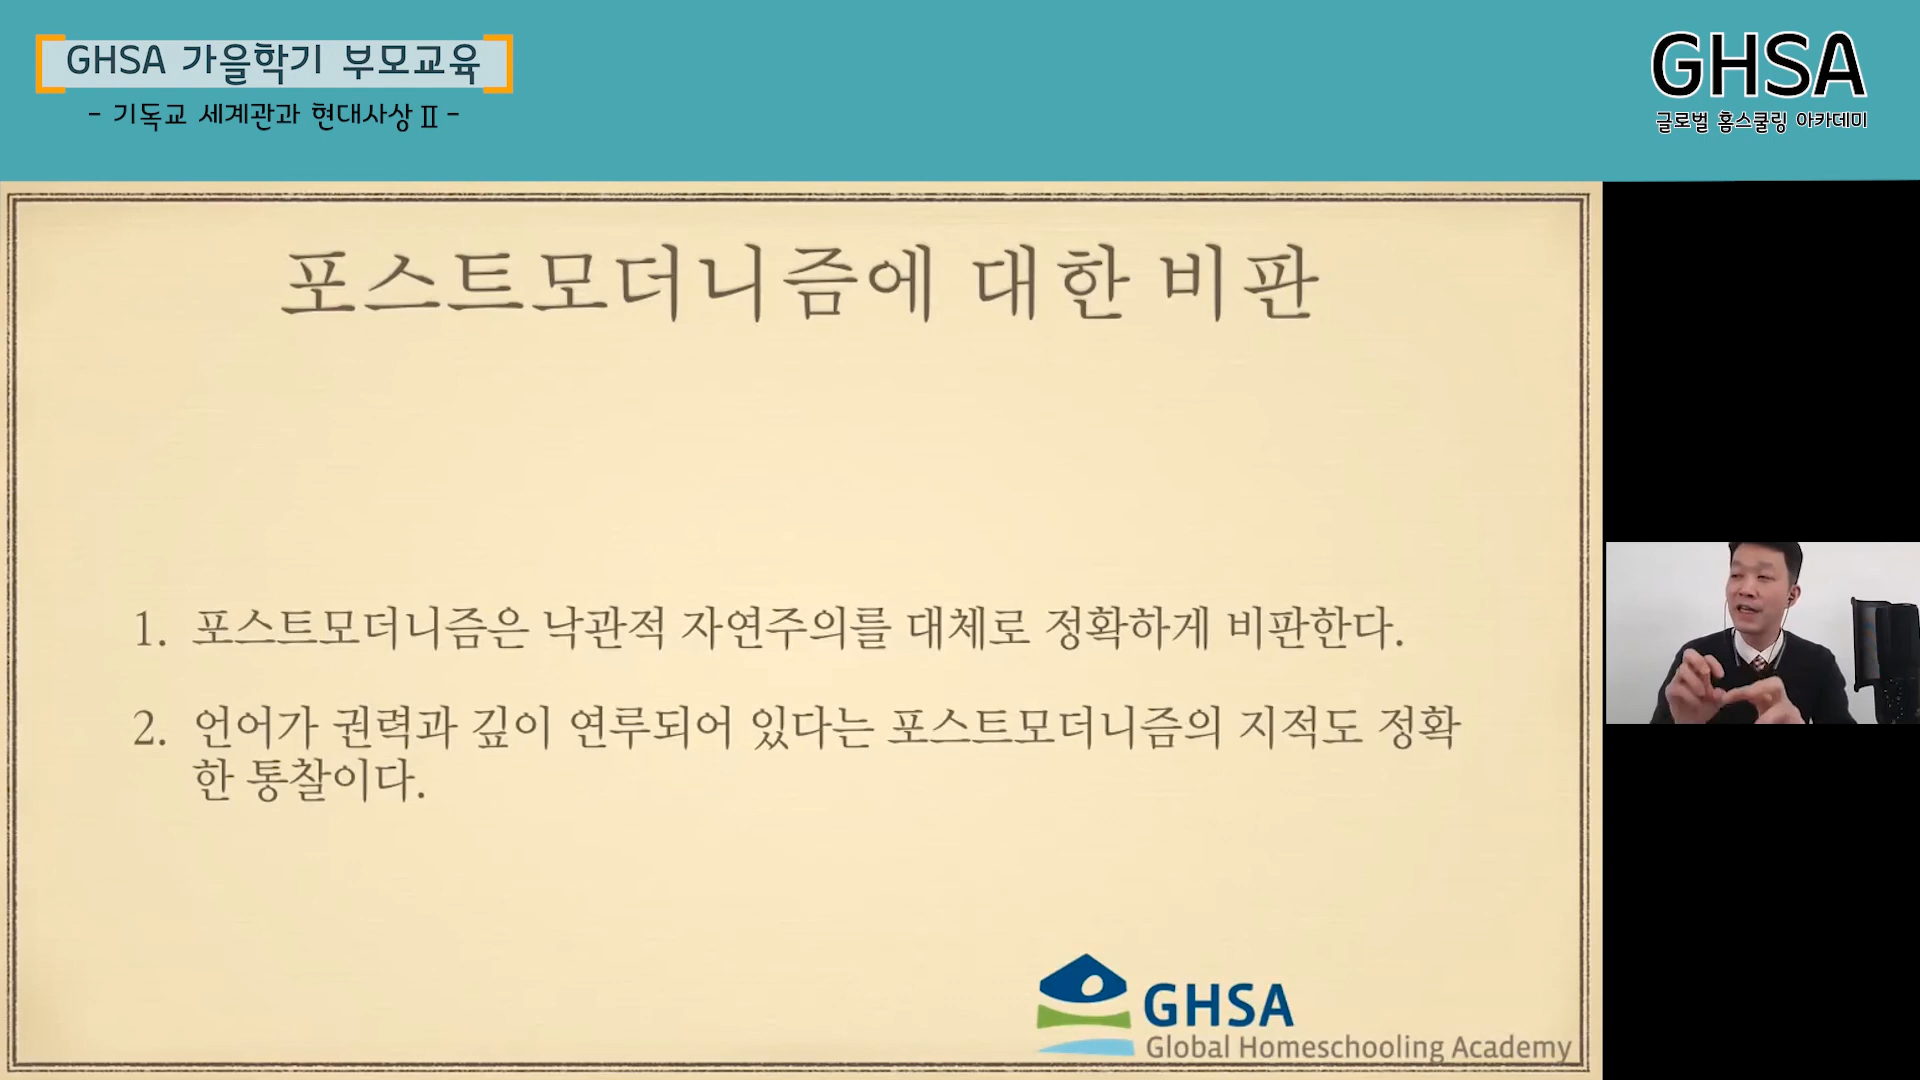 GHSA 가을학기 부모교육
- 기독교 세계관과 현대사상 Ⅱ -
GHSA
글로벌 홈스쿨링 아카데미
포스트모더니즘에 대한 비판
1. 포스트모더니즘은 낙관적 자연주의를 대체로 정확하게 비판한다.
2. 언어가 권력과 깊이 연루되어 있다는 포스트모더니즘의 지적도 정확
한 통찰이다.
GHSA
Global Homeschooling Academy